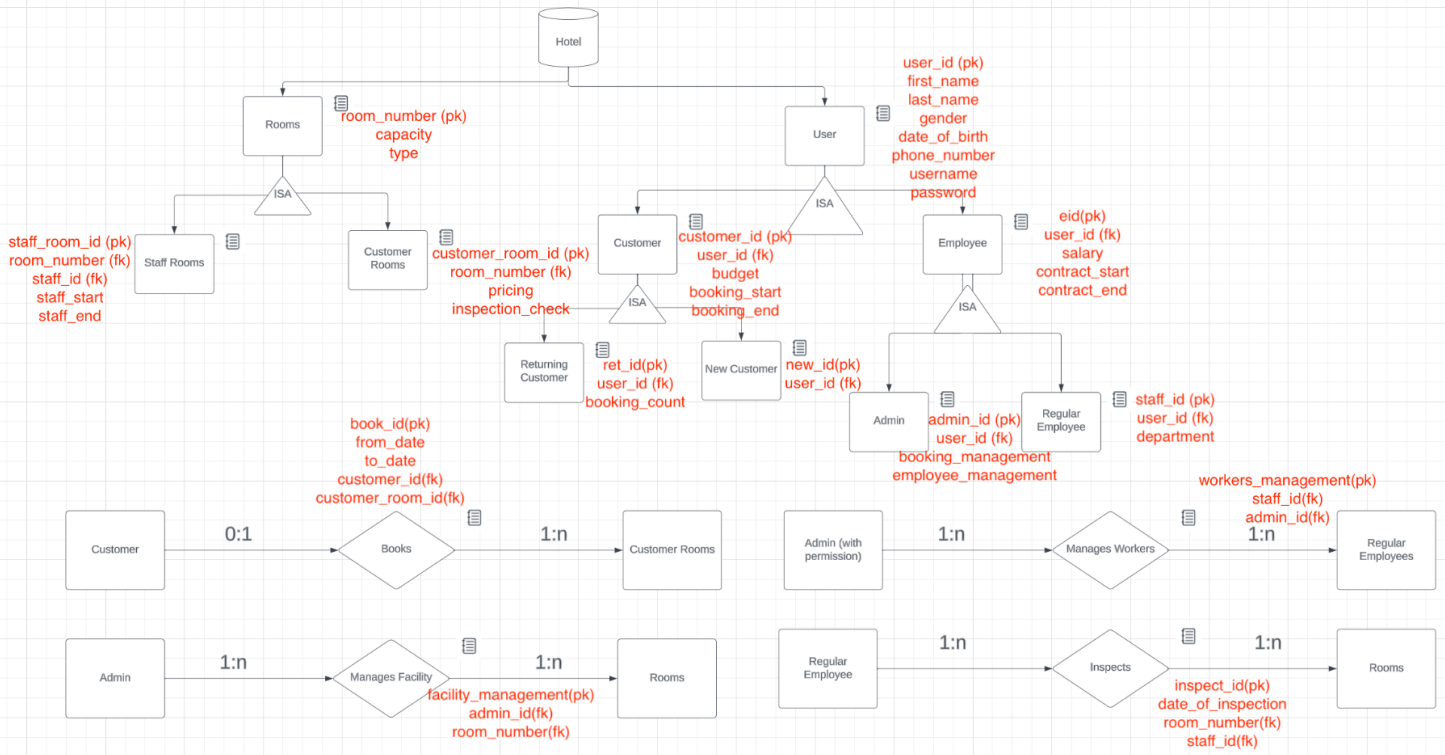 Hotel
Rooms
room_number (pk)
capacity
type
User
user_id (pk)
first_name
last_name
gender
date_of_birth
phone_number
username
password
ISA
ISA
staff_room_id (pk)
room_number (fk)
staff_id (fk)
staff_start
staff_end
Staff Rooms
Customer
Rooms
customer_room_id (pk)
room_number (fk)
pricing
inspection_check
Customer
customer_id (pk)
user_id (fk)
budget
booking_start
booking_end
Employee
eid(pk)
user_id (fk)
salary
contract_start
contract_end
ISA
ISA
Returning
Customer
ret_id(pk)
user_id (fk)
booking_count
New Customer
new_id(pk)
user_id (fk)
Admin
admin_id (pk)
user_id (fk)
booking_management
employee_management
Regular
Employee
staff_id (pk)
user_id (fk)
department
book_id(pk)
from_date
to_date
customer_id(fk)
customer_room_id(fk)
Customer
0:1
Books
1:n
Customer Rooms
workers_management(pk)
staff_id(fk)
admin_id(fk)
Admin (with
permission)
1:n
Manages Workers
1:n
Regular
Employees
Admin
1:n
Manages Facility
1:n
Rooms
facility_management(pk)
admin_id(fk)
room_number(fk)
Regular
Employee
1:n
Inspects
1:n
Rooms
inspect_id(pk)
date_of_inspection
room_number(fk)
staff_id(fk)